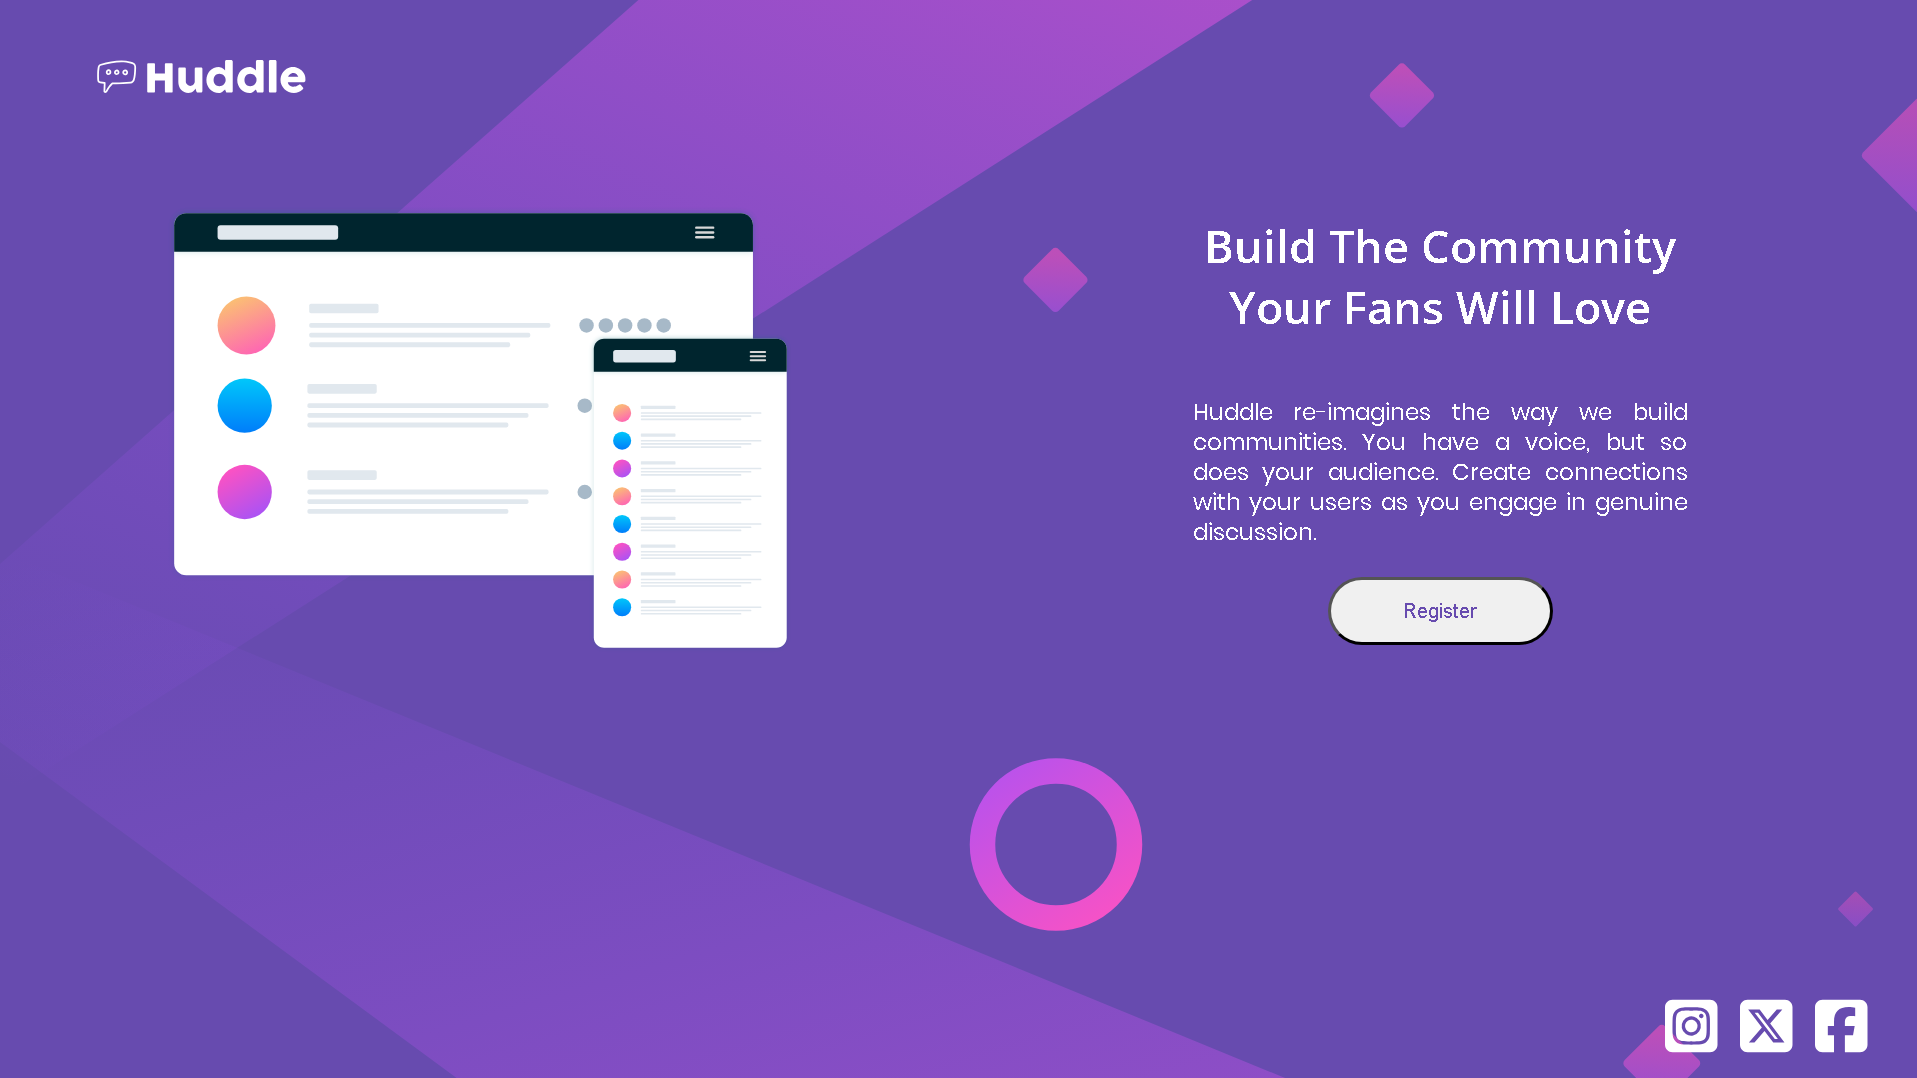 Huddle
Build The Community
Your Fans Will Love
Huddle re-imagines the way we build
communities. You have a voice, but so
does your audience. Create connections
with your users as you engage in genuine
discussion.
Register